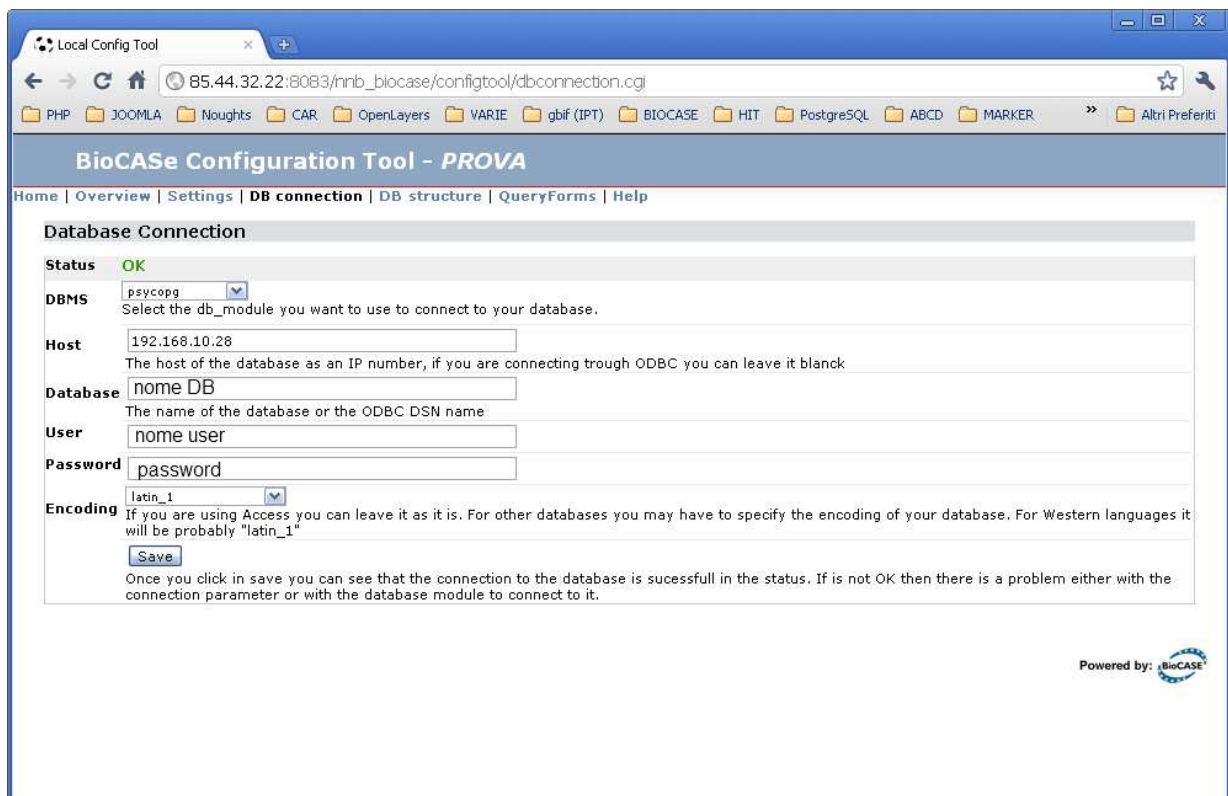 Local Config Tool
85.44.32.22:8083/nnb_biocase/configtool/dbconnection.cgi
PHP JOOMLA Noughts CAR OpenLayers VARIE gbif (IPT) BIOCASE HIT PostgreSQL ABCD MARKER » Altri Preferiti
BioCASe Configuration Tool - PROVA
Home | Overview | Settings | DB connection | DB structure | QueryForms | Help
Database Connection
Status OK
DBMS psycopg
Select the db_module you want to use to connect to your database.
Host 192.168.10.28
The host of the database as an IP number, if you are connecting trough ODBC you can leave it blanck
Database nome DB
The name of the database or the ODBC DSN name
User nome user
Password password
Encoding latin_1
If you are using Access you can leave it as it is. For other databases you may have to specify the encoding of your database. For Western languages it
will be probably "latin_1"
Save
Once you click in save you can see that the connection to the database is sucessfull in the status. If is not OK then there is a problem either with the
connection parameter or with the database module to connect to it.
Powered by: BioCASE